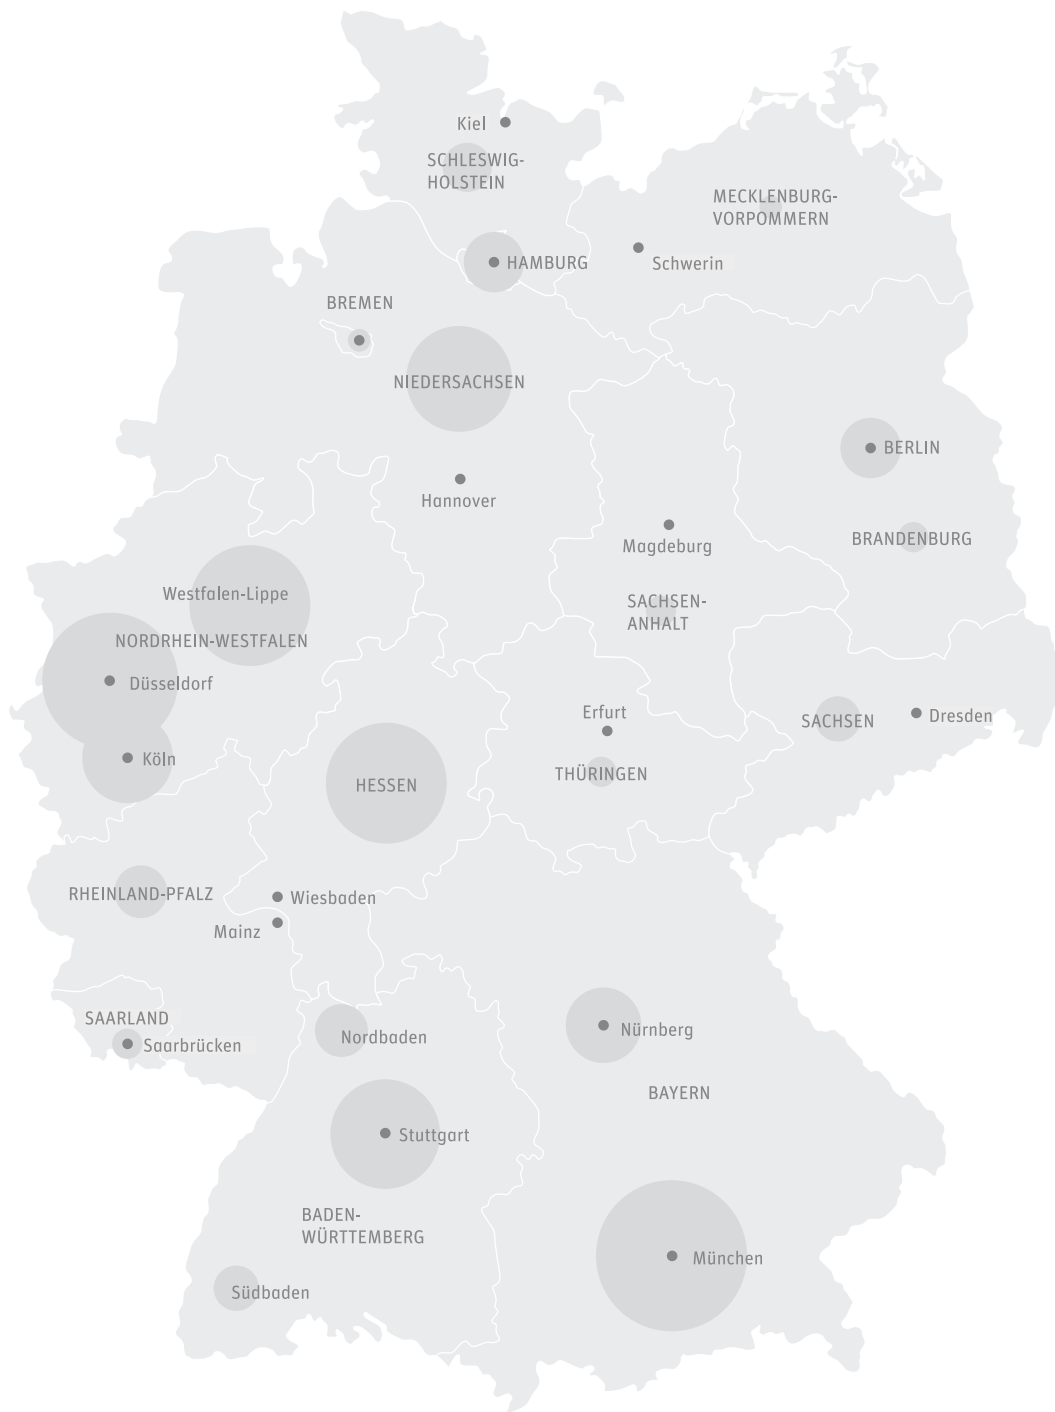 Kiel
SCHLESWIG-
HOLSTEIN
MECKLENBURG-
VORPOMMERN
HAMBURG
Schwerin
BREMEN
NIEDERSACHSEN
BERLIN
Hannover
BRANDENBURG
Magdeburg
Westfalen-Lippe
SACHSEN-
ANHALT
NORDRHEIN-WESTFALEN
Düsseldorf
Erfurt
SACHSEN
Dresden
Köln
THÜRINGEN
HESSEN
RHEINLAND-PFALZ
Wiesbaden
Mainz
SAARLAND
Saarbrücken
Nordbaden
Nürnberg
BAYERN
Stuttgart
BADEN-
WÜRTTEMBERG
München
Südbaden